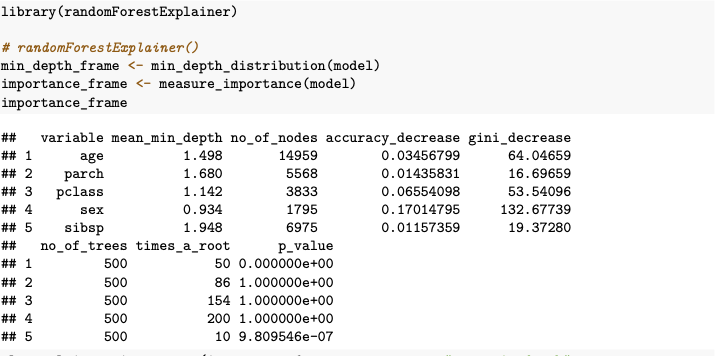 library(randomForestExplainer)
# randomForestExplainer()
min_depth_frame <- min_depth_distribution(model)
importance_frame <- measure_importance(model)
importance_frame
##   variable mean_min_depth no_of_nodes accuracy_decrease gini_decrease
## 1      age          1.498       14959        0.03456799      64.04659
## 2    parch          1.680        5568        0.01435831      16.69659
## 3   pclass          1.142        3833        0.06554098      53.54096
## 4      sex          0.934        1795        0.17014795     132.67739
## 5    sibsp          1.948        6975        0.01157359      19.37280
##   no_of_trees times_a_root      p_value
## 1         500           50 0.000000e+00
## 2         500           86 1.000000e+00
## 3         500          154 1.000000e+00
## 4         500          200 1.000000e+00
## 5         500           10 9.809546e-07